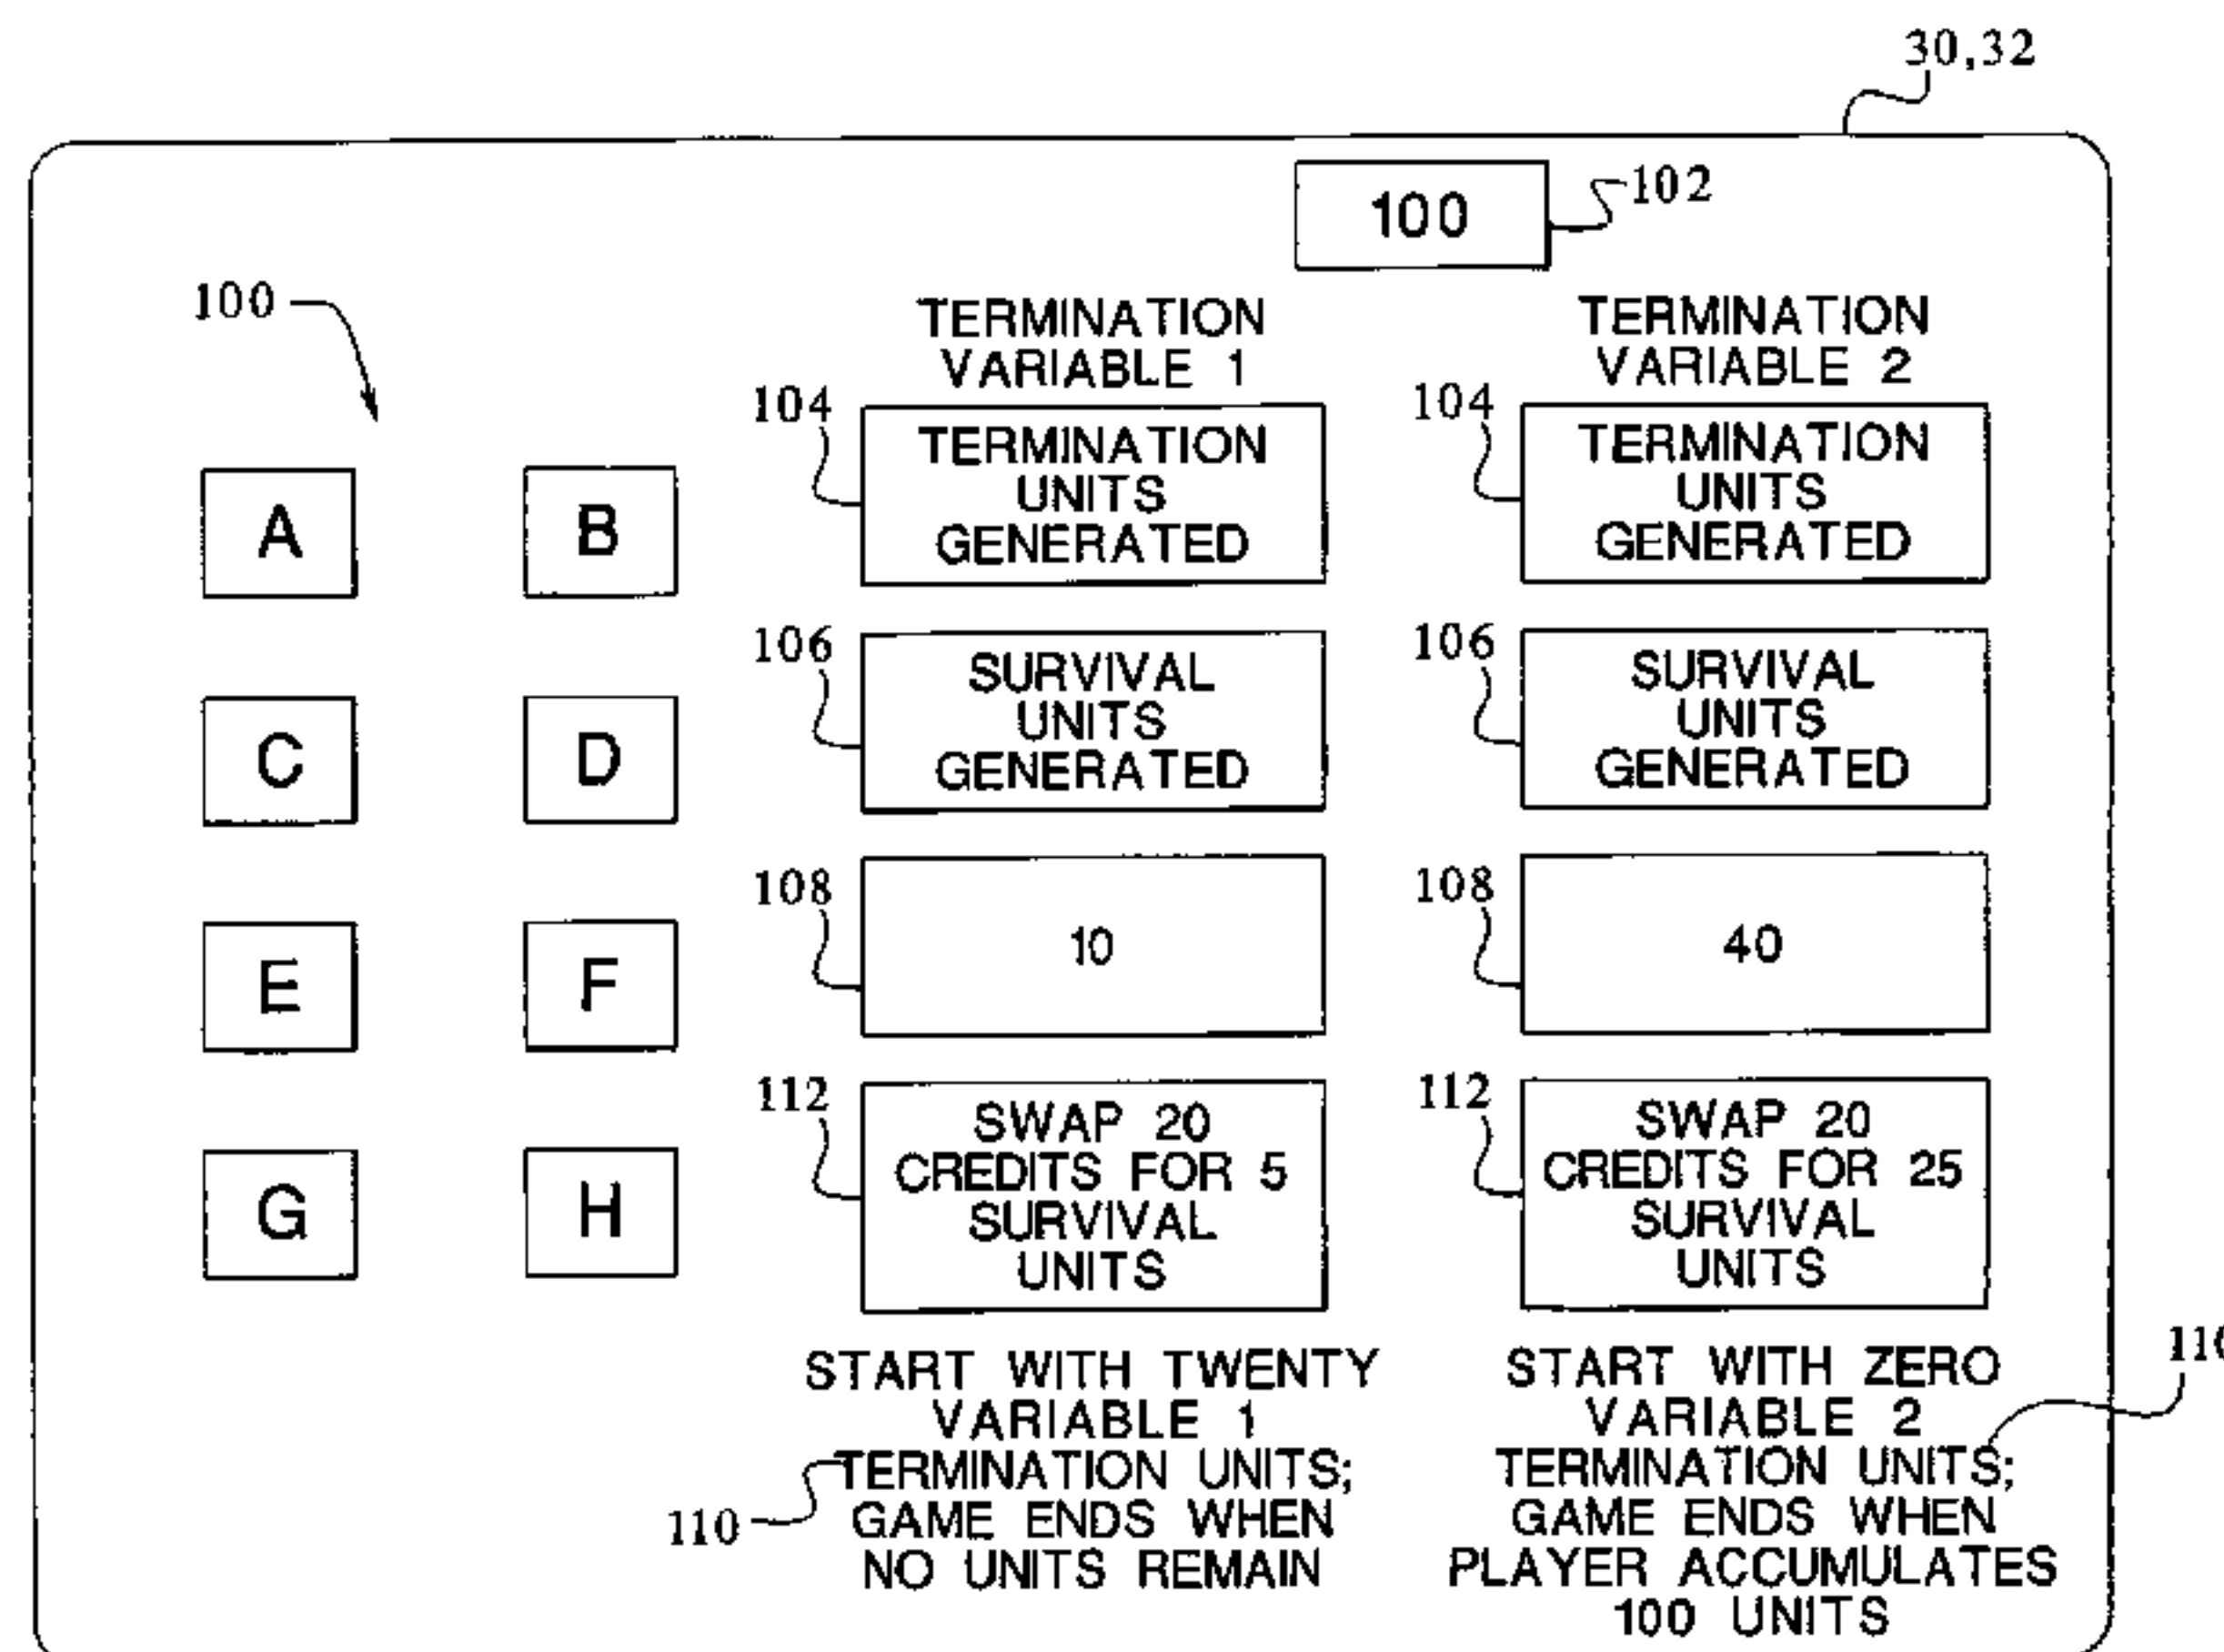 30,32
100
102
100
TERMINATION
VARIABLE 1
TERMINATION
VARIABLE 2
104
TERMINATION
UNITS
GENERATED
104
TERMINATION
UNITS
GENERATED
A
B
106
SURVIVAL
UNITS
GENERATED
106
SURVIVAL
UNITS
GENERATED
C
D
108
10
108
40
E
F
112
SWAP 20
CREDITS FOR 5
SURVIVAL
UNITS
112
SWAP 20
CREDITS FOR 25
SURVIVAL
UNITS
G
H
START WITH TWENTY
VARIABLE 1
TERMINATION UNITS;
GAME ENDS WHEN
NO UNITS REMAIN
110
START WITH ZERO
VARIABLE 2
TERMINATION UNITS;
GAME ENDS WHEN
PLAYER ACCUMULATES
100 UNITS